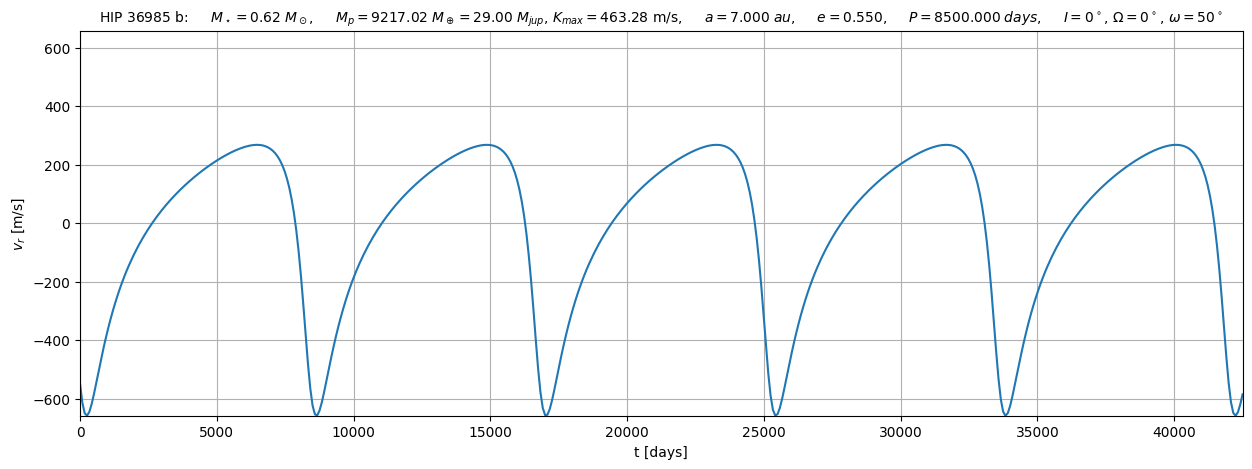 HIP 36985 b: M⋆ = 0.62 M⊙, Mp = 9217.02 M⊕ = 29.00 Mjup, Kmax = 463.28 m/s, a = 7.000 au, e = 0.550, P = 8500.000 days, I = 0°, Ω = 0°, ω = 50°
600
400
200
0
−200
−400
−600
vr [m/s]
0 5000 10000 15000 20000 25000 30000 35000 40000
t [days]